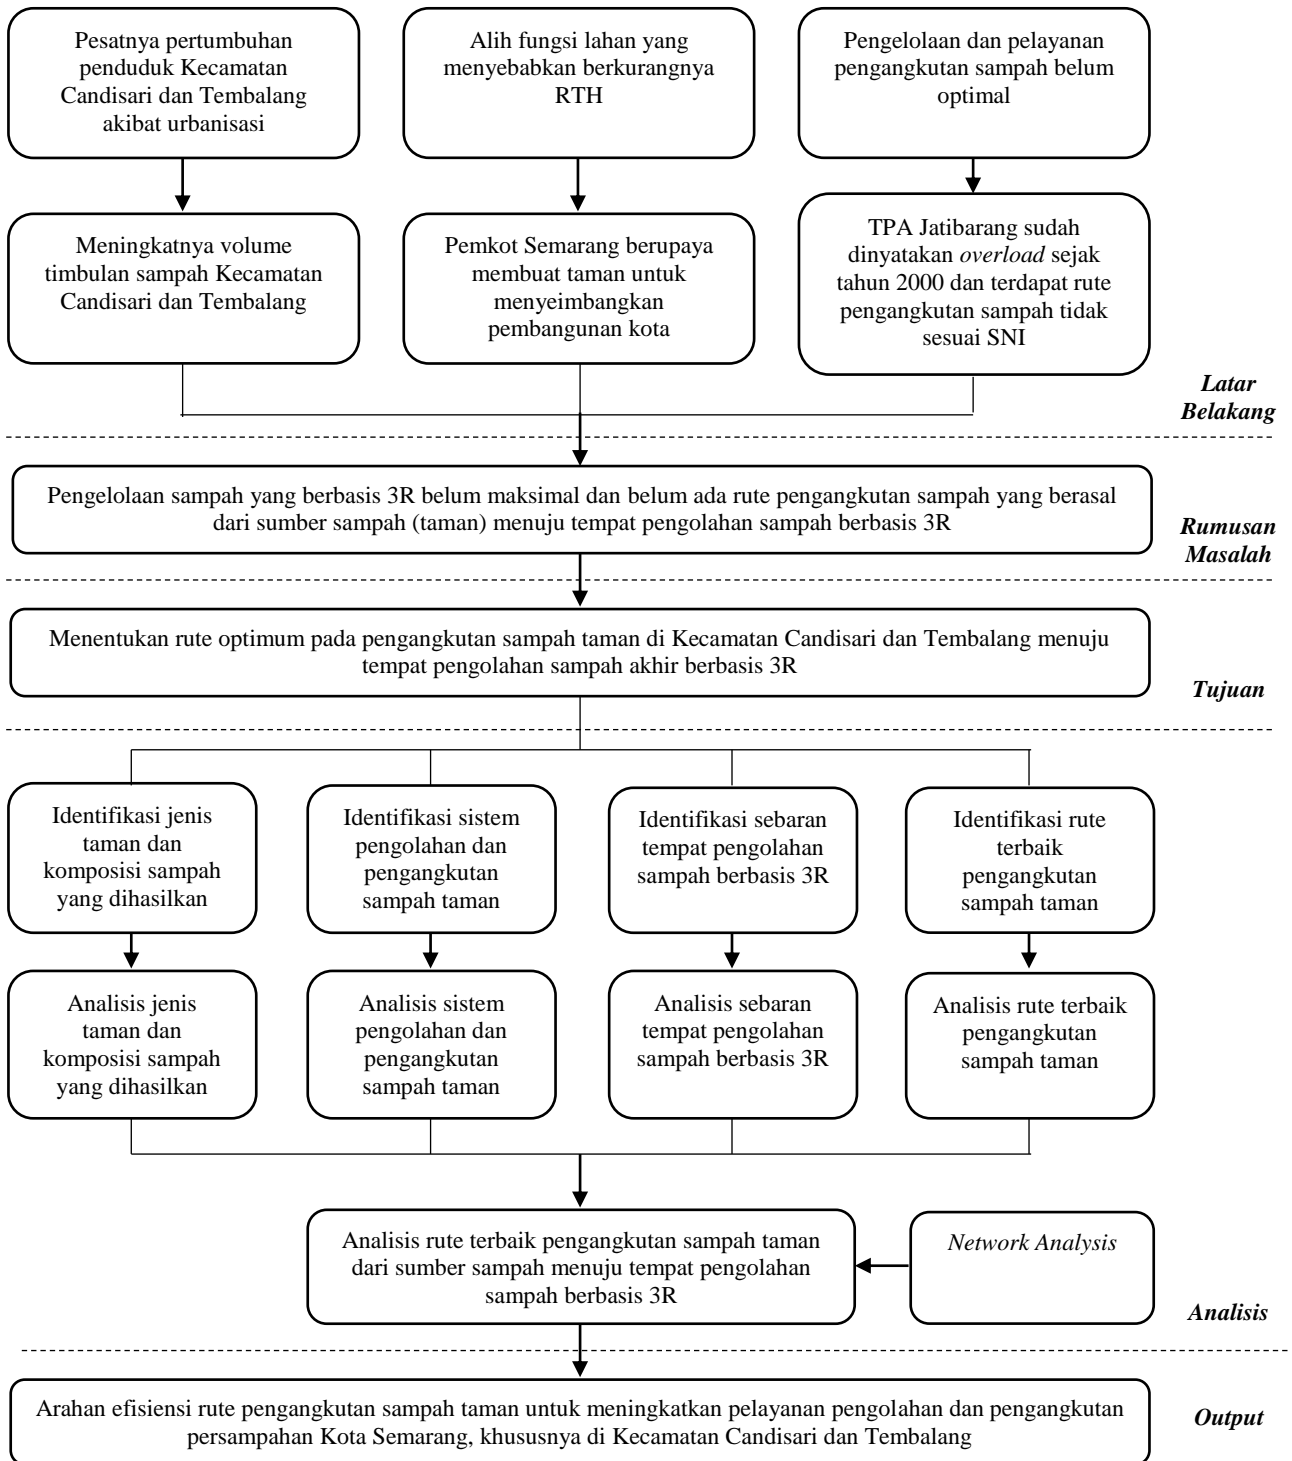 Pesatnya pertumbuhan
penduduk Kecamatan
Candisari dan Tembalang
akibat urbanisasi
Alih fungsi lahan yang
menyebabkan berkurangnya
RTH
Pengelolaan dan pelayanan
pengangkutan sampah belum
optimal
Meningkatnya volume
timbulan sampah Kecamatan
Candisari dan Tembalang
Pemkot Semarang berupaya
membuat taman untuk
menyeimbangkan
pembangunan kota
TPA Jatibarang sudah
dinyatakan overload sejak
tahun 2000 dan terdapat rute
pengangkutan sampah tidak
sesuai SNI
Latar
Belakang
Pengelolaan sampah yang berbasis 3R belum maksimal dan belum ada rute pengangkutan sampah yang berasal
dari sumber sampah (taman) menuju tempat pengolahan sampah berbasis 3R
Rumusan
Masalah
Menentukan rute optimum pada pengangkutan sampah taman di Kecamatan Candisari dan Tembalang menuju
tempat pengolahan sampah akhir berbasis 3R
Tujuan
Identifikasi jenis
taman dan
komposisi sampah
yang dihasilkan
Identifikasi sistem
pengolahan dan
pengangkutan
sampah taman
Identifikasi sebaran
tempat pengolahan
sampah berbasis 3R
Identifikasi rute
terbaik
pengangkutan
sampah taman
Analisis jenis
taman dan
komposisi sampah
yang dihasilkan
Analisis sistem
pengolahan dan
pengangkutan
sampah taman
Analisis sebaran
tempat pengolahan
sampah berbasis 3R
Analisis rute terbaik
pengangkutan
sampah taman
Analisis rute terbaik pengangkutan sampah taman
dari sumber sampah menuju tempat pengolahan
sampah berbasis 3R
Network Analysis
Analisis
Arahan efisiensi rute pengangkutan sampah taman untuk meningkatkan pelayanan pengolahan dan pengangkutan
persampahan Kota Semarang, khususnya di Kecamatan Candisari dan Tembalang
Output